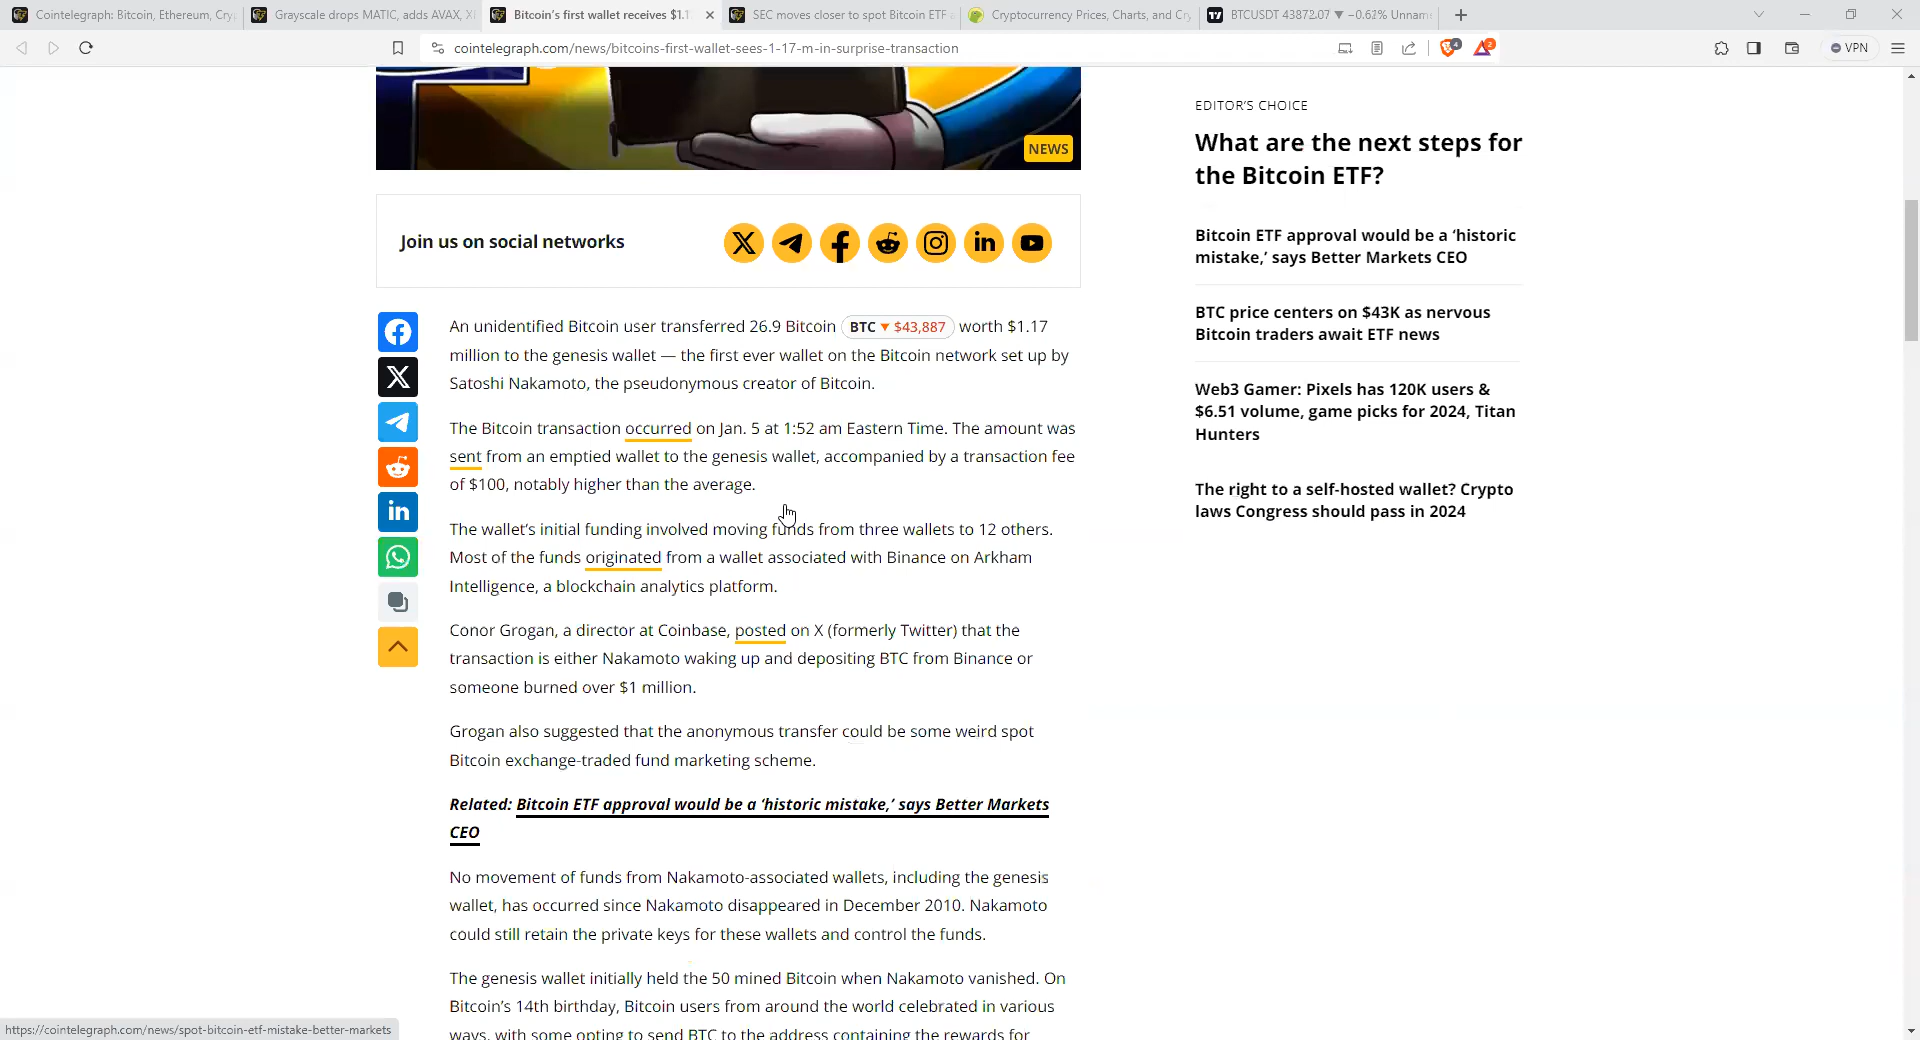 Cointelegraph: Bitcoin, Ethereum, Cry
Grayscale drops MATIC, adds AVAX, X
Bitcoin's first wallet receives $1.1
SEC moves closer to spot Bitcoin ETF
Cryptocurrency Prices, Charts, and Cr
BTCUSDT 43872.07 ▼ −0.62% Unnam
cointelegraph.com/news/bitcoins-first-wallet-sees-1-17-m-in-surprise-transaction
4
2
VPN
NEWS
Join us on social networks
An unidentified Bitcoin user transferred 26.9 Bitcoin BTC ▼ $43,887 worth $1.17
million to the genesis wallet — the first ever wallet on the Bitcoin network set up by
Satoshi Nakamoto, the pseudonymous creator of Bitcoin.
The Bitcoin transaction occurred on Jan. 5 at 1:52 am Eastern Time. The amount was
sent from an emptied wallet to the genesis wallet, accompanied by a transaction fee
of $100, notably higher than the average.
The wallet's initial funding involved moving funds from three wallets to 12 others.
Most of the funds originated from a wallet associated with Binance on Arkham
Intelligence, a blockchain analytics platform.
Conor Grogan, a director at Coinbase, posted on X (formerly Twitter) that the
transaction is either Nakamoto waking up and depositing BTC from Binance or
someone burned over $1 million.
Grogan also suggested that the anonymous transfer could be some weird spot
Bitcoin exchange-traded fund marketing scheme.
Related: Bitcoin ETF approval would be a ‘historic mistake,’ says Better Markets
CEO
No movement of funds from Nakamoto-associated wallets, including the genesis
wallet, has occurred since Nakamoto disappeared in December 2010. Nakamoto
could still retain the private keys for these wallets and control the funds.
The genesis wallet initially held the 50 mined Bitcoin when Nakamoto vanished. On
Bitcoin's 14th birthday, Bitcoin users from around the world celebrated in various
ways, with some opting to send BTC to the address containing the rewards for
EDITOR'S CHOICE
What are the next steps for
the Bitcoin ETF?
Bitcoin ETF approval would be a ‘historic
mistake,’ says Better Markets CEO
BTC price centers on $43K as nervous
Bitcoin traders await ETF news
Web3 Gamer: Pixels has 120K users &
$6.51 volume, game picks for 2024, Titan
Hunters
The right to a self-hosted wallet? Crypto
laws Congress should pass in 2024
https://cointelegraph.com/news/spot-bitcoin-etf-mistake-better-markets